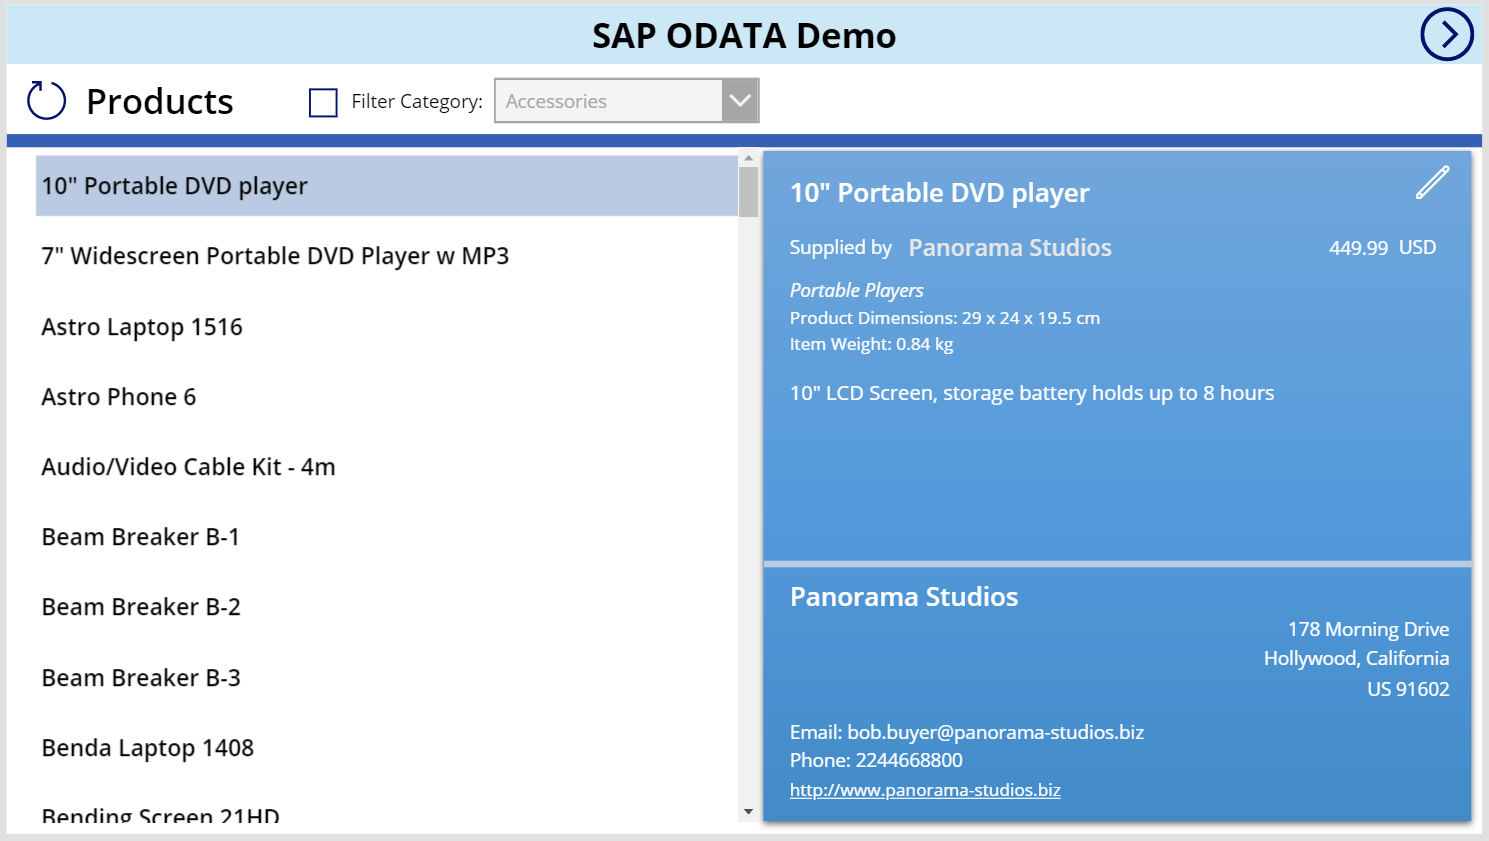 SAP ODATA Demo
Products
Filter Category:
Accessories
10" Portable DVD player
7" Widescreen Portable DVD Player w MP3
Astro Laptop 1516
Astro Phone 6
Audio/Video Cable Kit - 4m
Beam Breaker B-1
Beam Breaker B-2
Beam Breaker B-3
Benda Laptop 1408
Bending Screen 21HD
10" Portable DVD player
Supplied by Panorama Studios 449.99 USD
Portable Players
Product Dimensions: 29 x 24 x 19.5 cm
Item Weight: 0.84 kg
10" LCD Screen, storage battery holds up to 8 hours
Panorama Studios
178 Morning Drive
Hollywood, California
US 91602
Email: bob.buyer@panorama-studios.biz
Phone: 2244668800
http://www.panorama-studios.biz